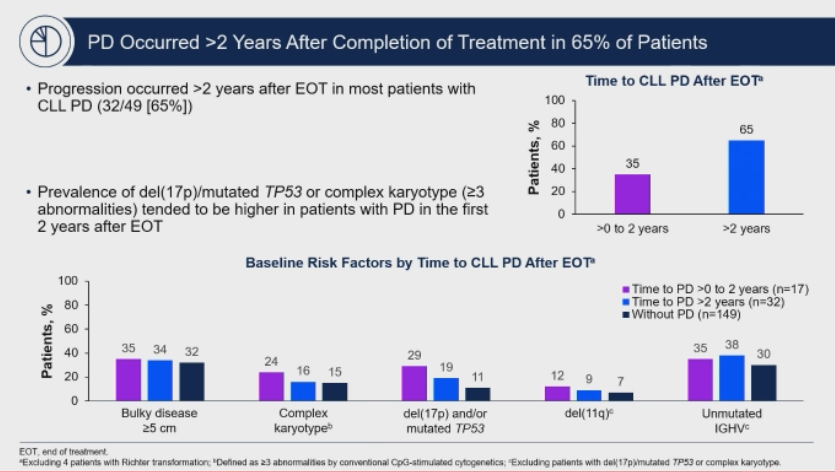 PD Occurred >2 Years After Completion of Treatment in 65% of Patients
• Progression occurred >2 years after EOT in most patients with
CLL PD (32/49 [65%])
• Prevalence of del(17p)/mutated TP53 or complex karyotype (≥3
abnormalities) tended to be higher in patients with PD in the first
2 years after EOT
Time to CLL PD After EOTᵃ
Patients, %
100
80
60
40
20
0
35
65
>0 to 2 years
>2 years
Baseline Risk Factors by Time to CLL PD After EOTᵃ
Patients, %
100
80
60
40
20
0
Time to PD >0 to 2 years (n=17)
Time to PD >2 years (n=32)
Without PD (n=149)
35 34 32
24 16 15
29 19 11
12 9 7
35 38 30
Bulky disease
≥5 cm
Complex
karyotypeᵇ
del(17p) and/or
mutated TP53
del(11q)ᶜ
Unmutated
IGHVᶜ
EOT, end of treatment.
ᵃExcluding 4 patients with Richter transformation; ᵇDefined as ≥3 abnormalities by conventional CpG-stimulated cytogenetics; ᶜExcluding patients with del(17p)/mutated TP53 or complex karyotype.